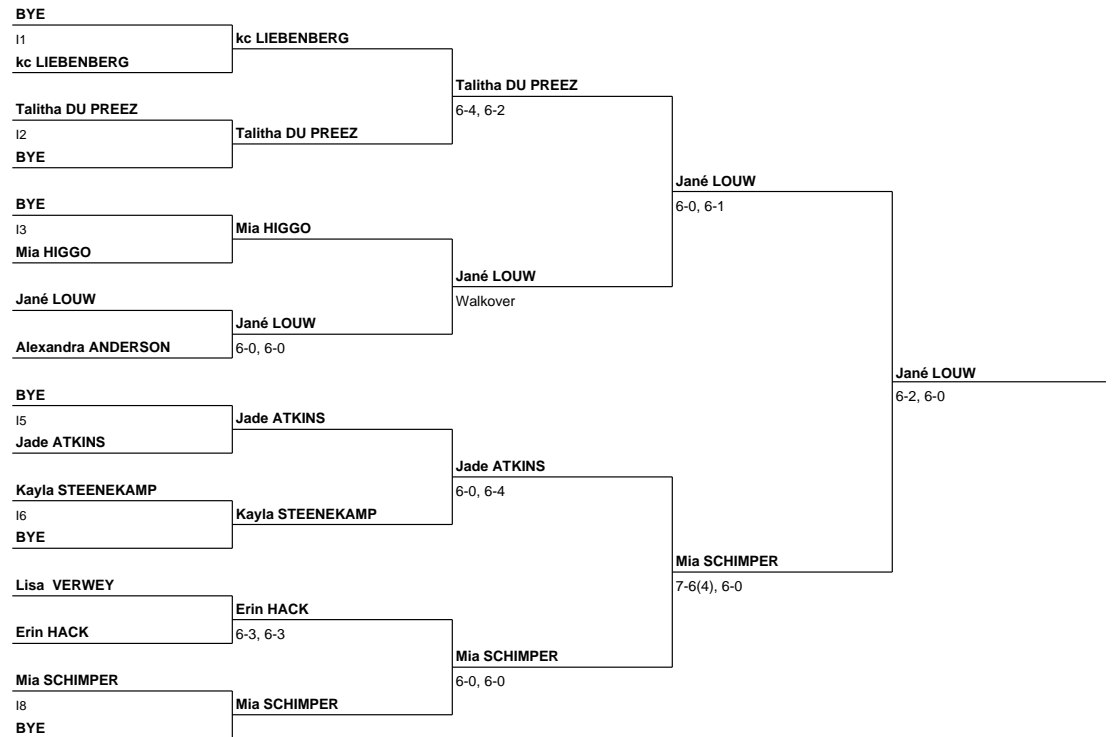 BYE
I1
kc LIEBENBERG
Talitha DU PREEZ
I2
BYE
BYE
I3
Mia HIGGO
Jané LOUW
Alexandra ANDERSON
BYE
I5
Jade ATKINS
Kayla STEENEKAMP
I6
BYE
Lisa VERWEY
Erin HACK
Mia SCHIMPER
I8
BYE
kc LIEBENBERG
Talitha DU PREEZ
Mia HIGGO
Jané LOUW
6-0, 6-0
Jade ATKINS
Kayla STEENEKAMP
Erin HACK
6-3, 6-3
Mia SCHIMPER
Talitha DU PREEZ
6-4, 6-2
Jané LOUW
Walkover
Jade ATKINS
6-0, 6-4
Mia SCHIMPER
6-0, 6-0
Jané LOUW
6-0, 6-1
Mia SCHIMPER
7-6(4), 6-0
Jané LOUW
6-2, 6-0